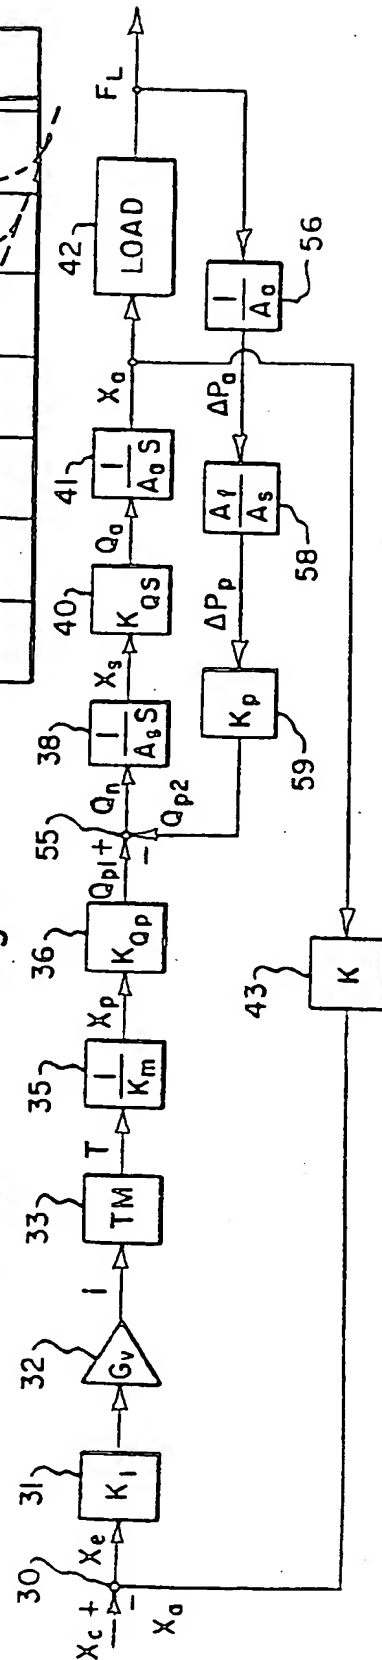 30
X_c +
−
X_a
X_e
31
K_1
32
G_v
i
33
TM
T
35
1
K_m
X_p
36
K_Qp
Q_p1 +
55
−
Q_p2
Q_n
38
1
A_s S
X_s
40
K_QS
Q_a
41
1
A_a S
X_a
42
LOAD
F_L
1
A_a
56
ΔP_a
A_f
A_s
58
ΔP_p
K_p
59
43
K